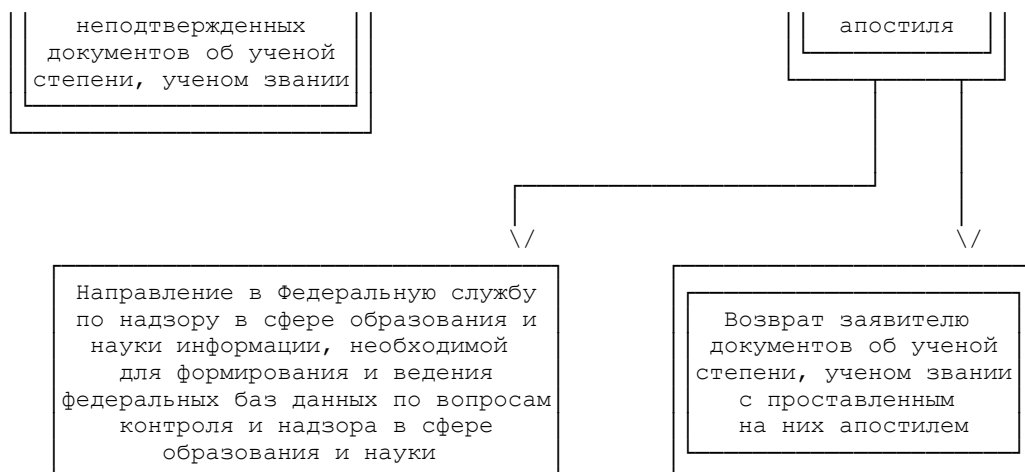 неподтвержденных
документов об ученой
степени, ученом звании
апостиля
Направление в Федеральную службу
по надзору в сфере образования и
науки информации, необходимой
для формирования и ведения
федеральных баз данных по вопросам
контроля и надзора в сфере
образования и науки
Возврат заявителю
документов об ученой
степени, ученом звании
с проставленным
на них апостилем